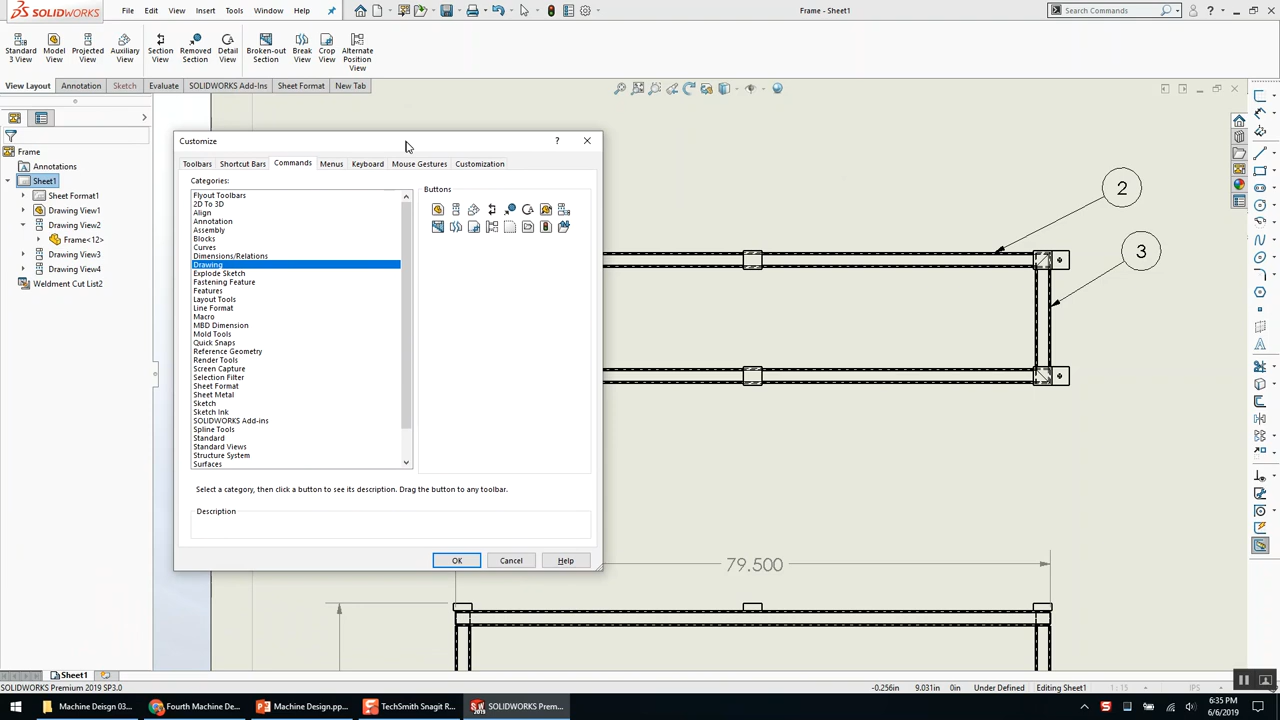 SOLIDWORKS
File
Edit
View
Insert
Tools
Window
Help
Frame - Sheet1
Search Commands
Standard
3 View
Model
View
Projected
View
Auxiliary
View
Section
View
Removed
Section
Detail
View
Broken-out
Section
Break
View
Crop
View
Alternate
Position
View
View Layout
Annotation
Sketch
Evaluate
SOLIDWORKS Add-Ins
Sheet Format
New Tab
Frame
Annotations
Sheet1
Sheet Format1
Drawing View1
Drawing View2
Frame<12>
Drawing View3
Drawing View4
Weldment Cut List2
Customize
?
Toolbars
Shortcut Bars
Commands
Menus
Keyboard
Mouse Gestures
Customization
Categories:
Flyout Toolbars
2D To 3D
Align
Annotation
Assembly
Blocks
Curves
Dimensions/Relations
Drawing
Explode Sketch
Fastening Feature
Features
Layout Tools
Line Format
Macro
MBD Dimension
Mold Tools
Quick Snaps
Reference Geometry
Render Tools
Screen Capture
Selection Filter
Sheet Format
Sheet Metal
Sketch
Sketch Ink
SOLIDWORKS Add-ins
Spline Tools
Standard
Standard Views
Structure System
Surfaces
Buttons
Select a category, then click a button to see its description. Drag the button to any toolbar.
Description
OK
Cancel
Help
2
3
79.500
Sheet1
SOLIDWORKS Premium 2019 SP3.0
-0.256in
9.031in
0in
Under Defined
Editing Sheet1
1 : 15
IPS
Machine Deisgn 03...
Fourth Machine De...
Machine Design.pp...
TechSmith Snagit R...
SOLIDWORKS Prem...
6:35 PM
6/6/2019